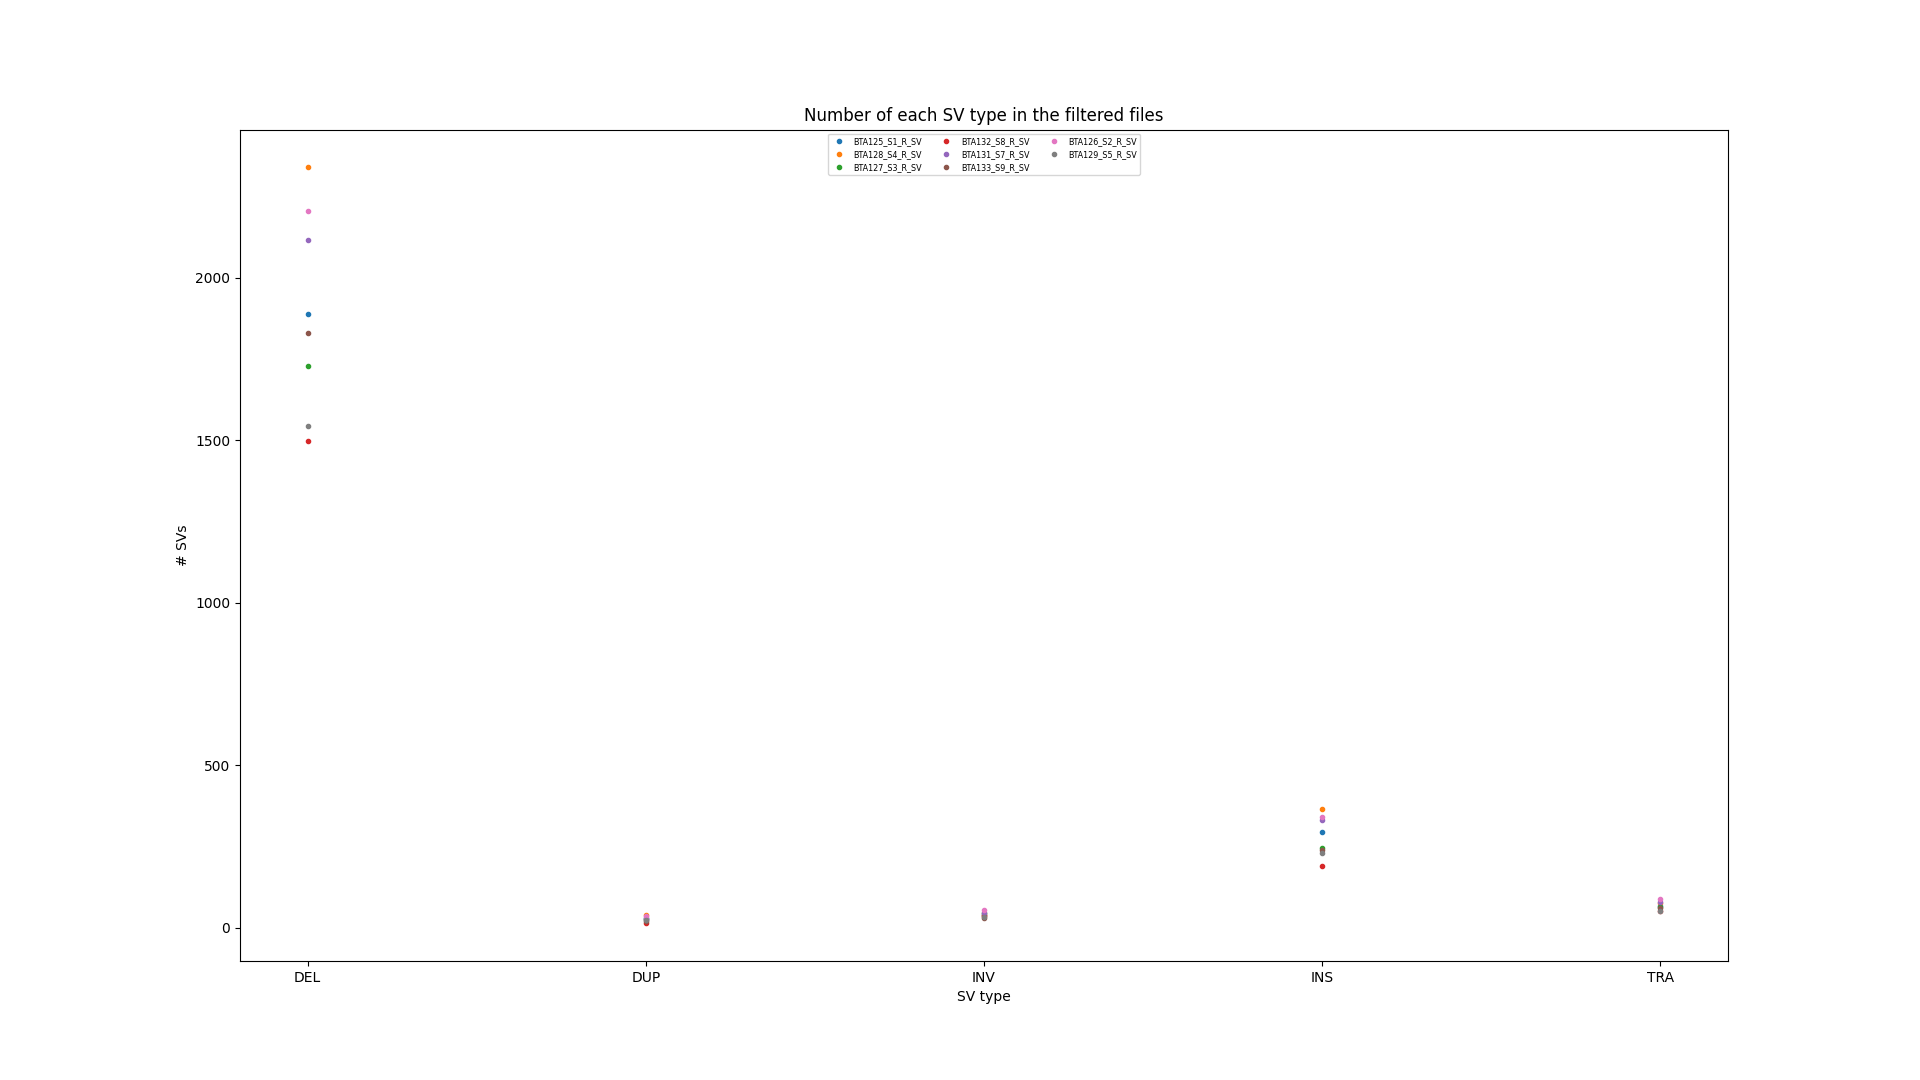 Number of each SV type in the filtered files
BTA125_S1_R_SV
BTA128_S4_R_SV
BTA127_S3_R_SV
BTA132_S8_R_SV
BTA131_S7_R_SV
BTA133_S9_R_SV
BTA126_S2_R_SV
BTA129_S5_R_SV
# SVs
2000
1500
1000
500
0
DEL
DUP
INV
INS
TRA
SV type